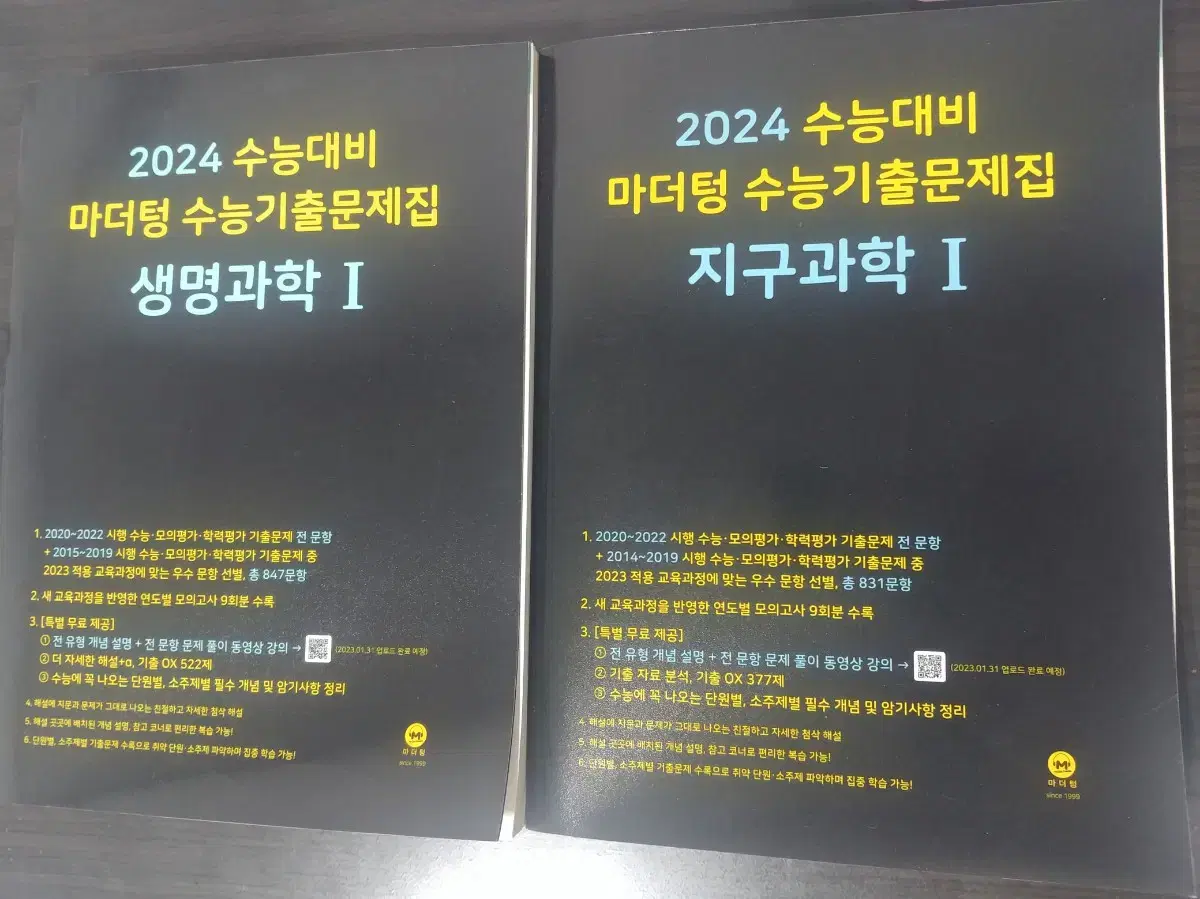 2024 수능대비
마더텅 수능기출문제집
생명과학 I
1. 2020~2022 시행 수능·모의평가·학력평가 기출문제 전 문항
+ 2015~2019 시행 수능·모의평가·학력평가 기출문제 중
2023 적용 교육과정에 맞는 우수 문항 선별, 총 847문항
2. 새 교육과정을 반영한 연도별 모의고사 9회분 수록
3. [특별 무료 제공]
① 전 유형 개념 설명 + 전 문항 문제 풀이 동영상 강의 → (2023.01.31 업로드 완료 예정)
② 더 자세한 해설+α, 기출 OX 522제
③ 수능에 꼭 나오는 단원별, 소주제별 필수 개념 및 암기사항 정리
4. 해설에 지문과 문제가 그대로 나오는 친절하고 자세한 첨삭 해설
5. 해설 곳곳에 배치된 개념 설명, 참고 코너로 편리한 복습 가능!
6. 단원별, 소주제별 기출문제 수록으로 취약 단원·소주제 파악하며 집중 학습 가능!
마더텅
since 1999
2024 수능대비
마더텅 수능기출문제집
지구과학 I
1. 2020~2022 시행 수능·모의평가·학력평가 기출문제 전 문항
+ 2014~2019 시행 수능·모의평가·학력평가 기출문제 중
2023 적용 교육과정에 맞는 우수 문항 선별, 총 831문항
2. 새 교육과정을 반영한 연도별 모의고사 9회분 수록
3. [특별 무료 제공]
① 전 유형 개념 설명 + 전 문항 문제 풀이 동영상 강의 → (2023.01.31 업로드 완료 예정)
② 기출 자료 분석, 기출 OX 377제
③ 수능에 꼭 나오는 단원별, 소주제별 필수 개념 및 암기사항 정리
4. 해설에 지문과 문제가 그대로 나오는 친절하고 자세한 첨삭 해설
5. 해설 곳곳에 배치된 개념 설명, 참고 코너로 편리한 복습 가능!
6. 단원별, 소주제별 기출문제 수록으로 취약 단원·소주제 파악하며 집중 학습 가능!
마더텅
since 1999